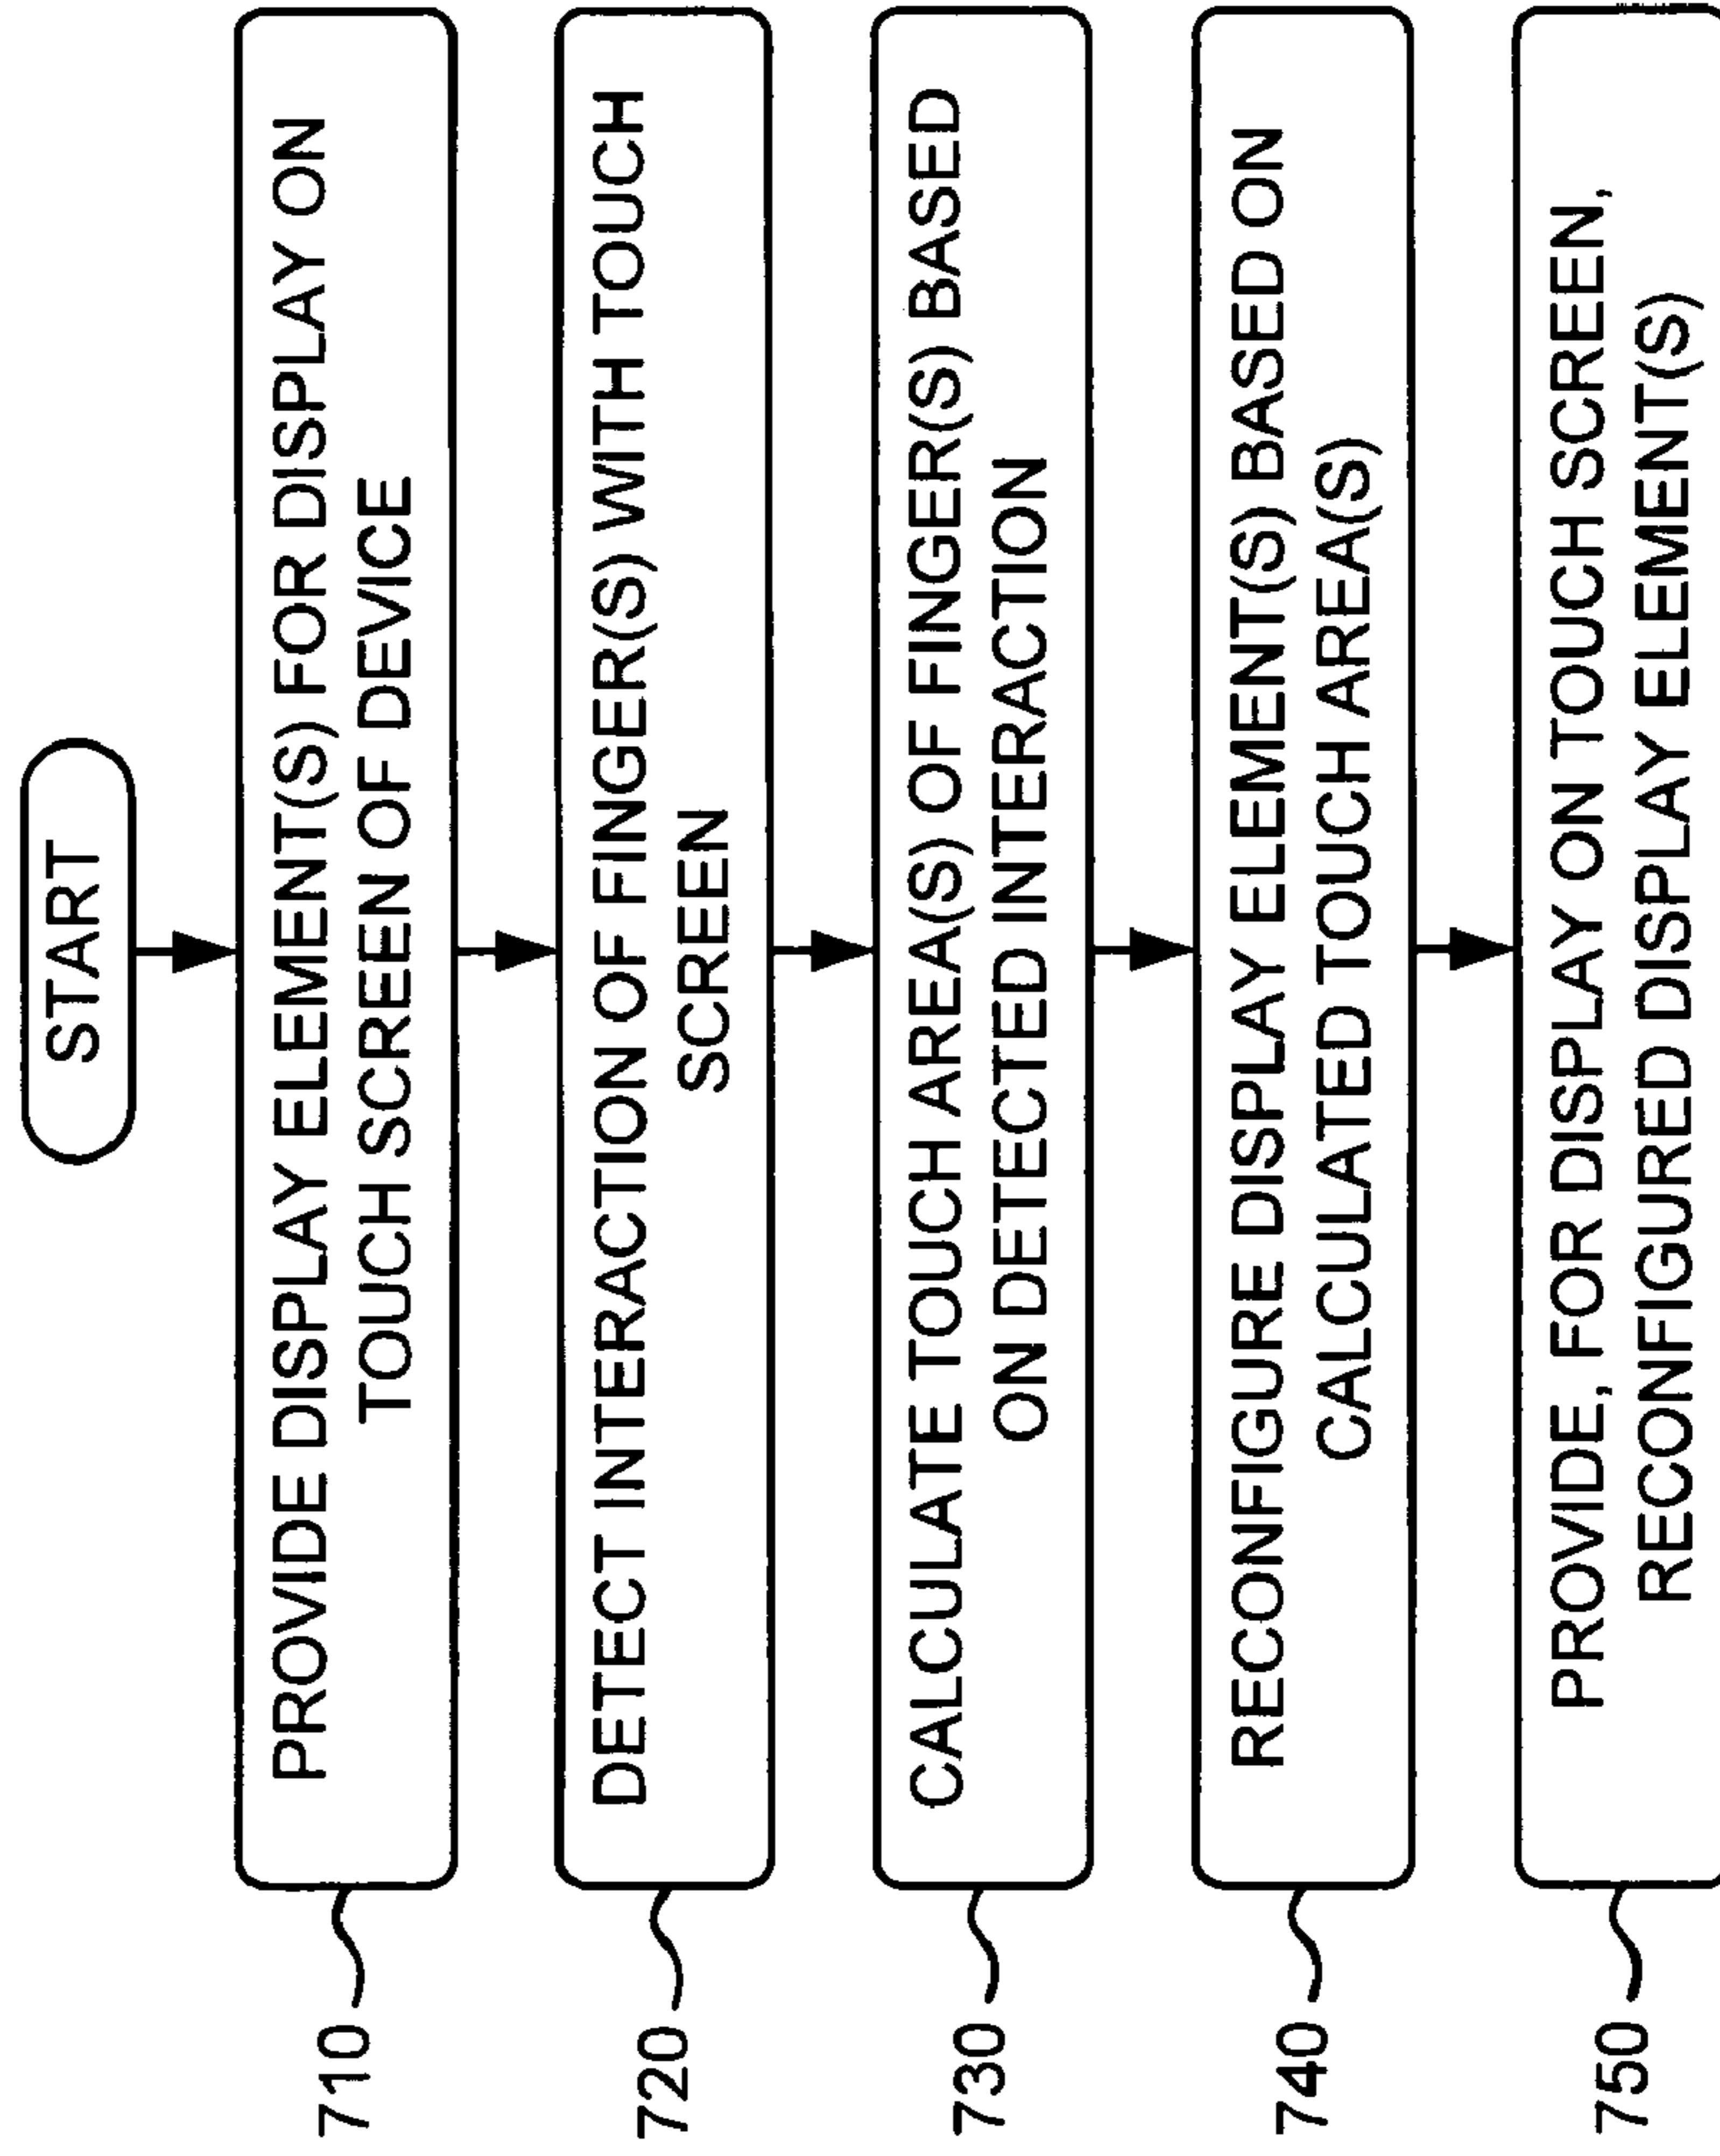 START
710
PROVIDE DISPLAY ELEMENT(S) FOR DISPLAY ON
TOUCH SCREEN OF DEVICE
720
DETECT INTERACTION OF FINGER(S) WITH TOUCH
SCREEN
730
CALCULATE TOUCH AREA(S) OF FINGER(S) BASED
ON DETECTED INTERACTION
740
RECONFIGURE DISPLAY ELEMENT(S) BASED ON
CALCULATED TOUCH AREA(S)
750
PROVIDE, FOR DISPLAY ON TOUCH SCREEN,
RECONFIGURED DISPLAY ELEMENT(S)